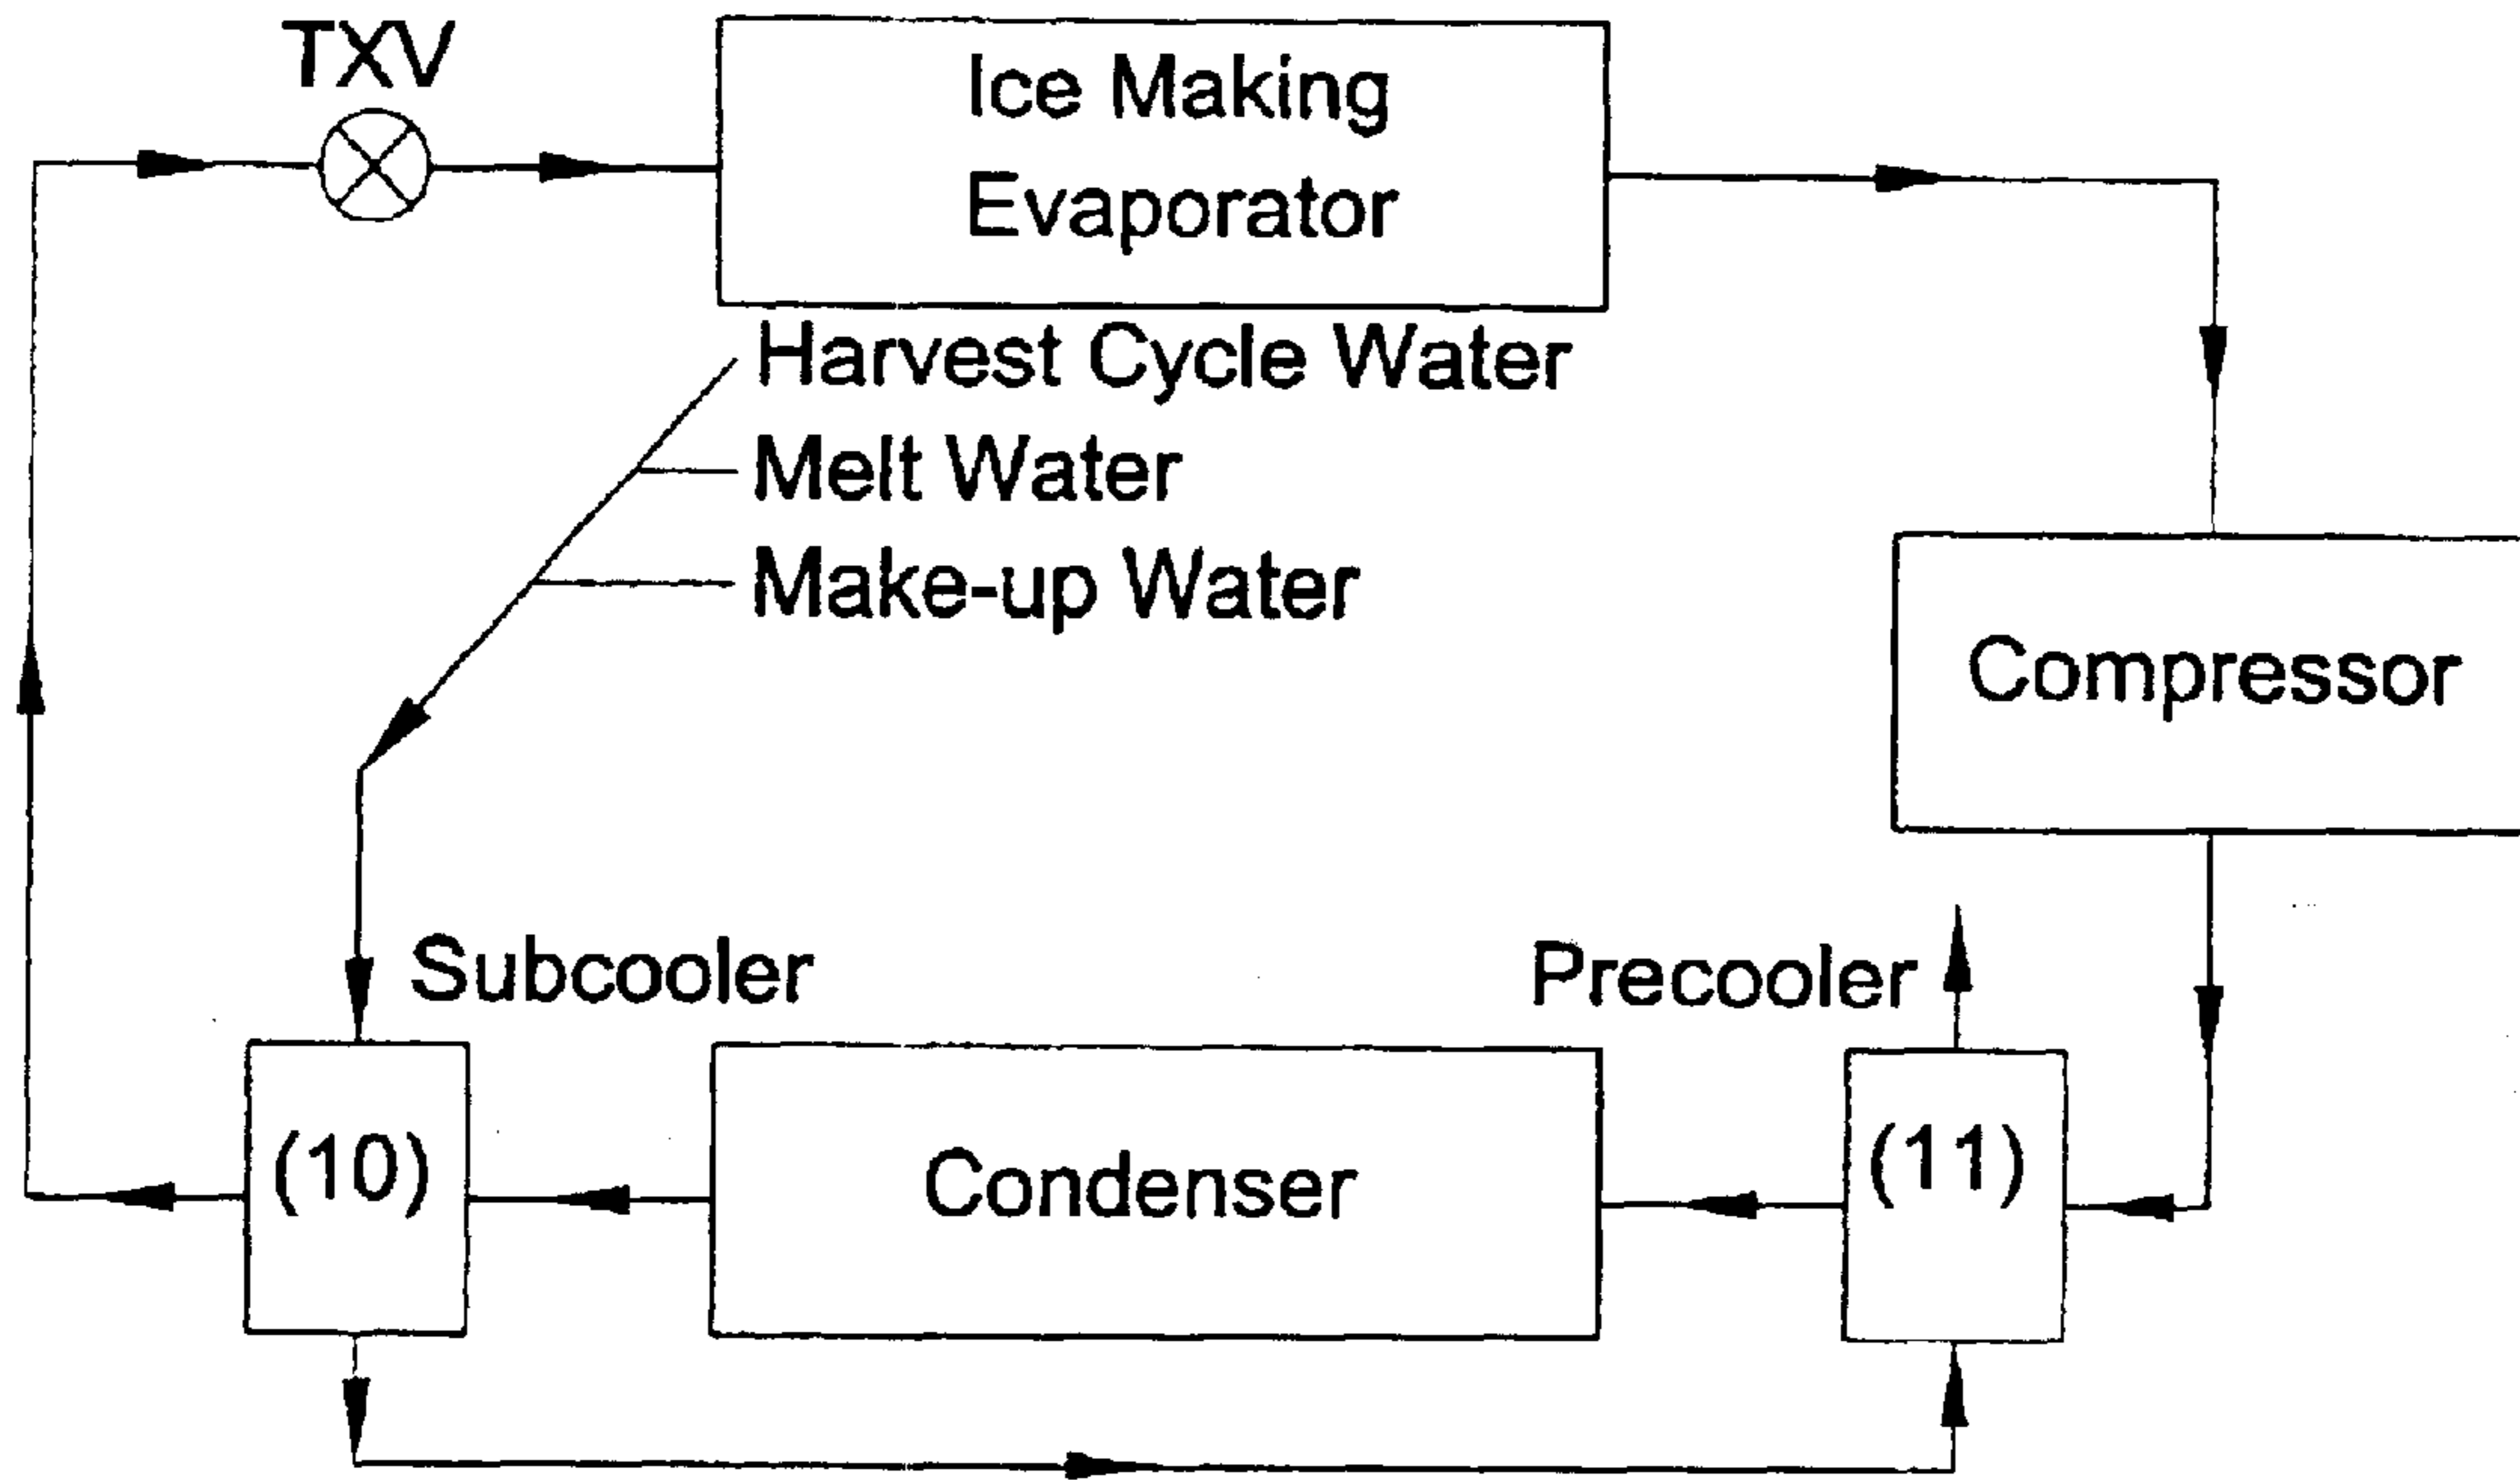 TXV
Ice Making
Evaporator
Harvest Cycle Water
Melt Water
Make-up Water
Compressor
Subcooler
Precooler
(10)
Condenser
(11)